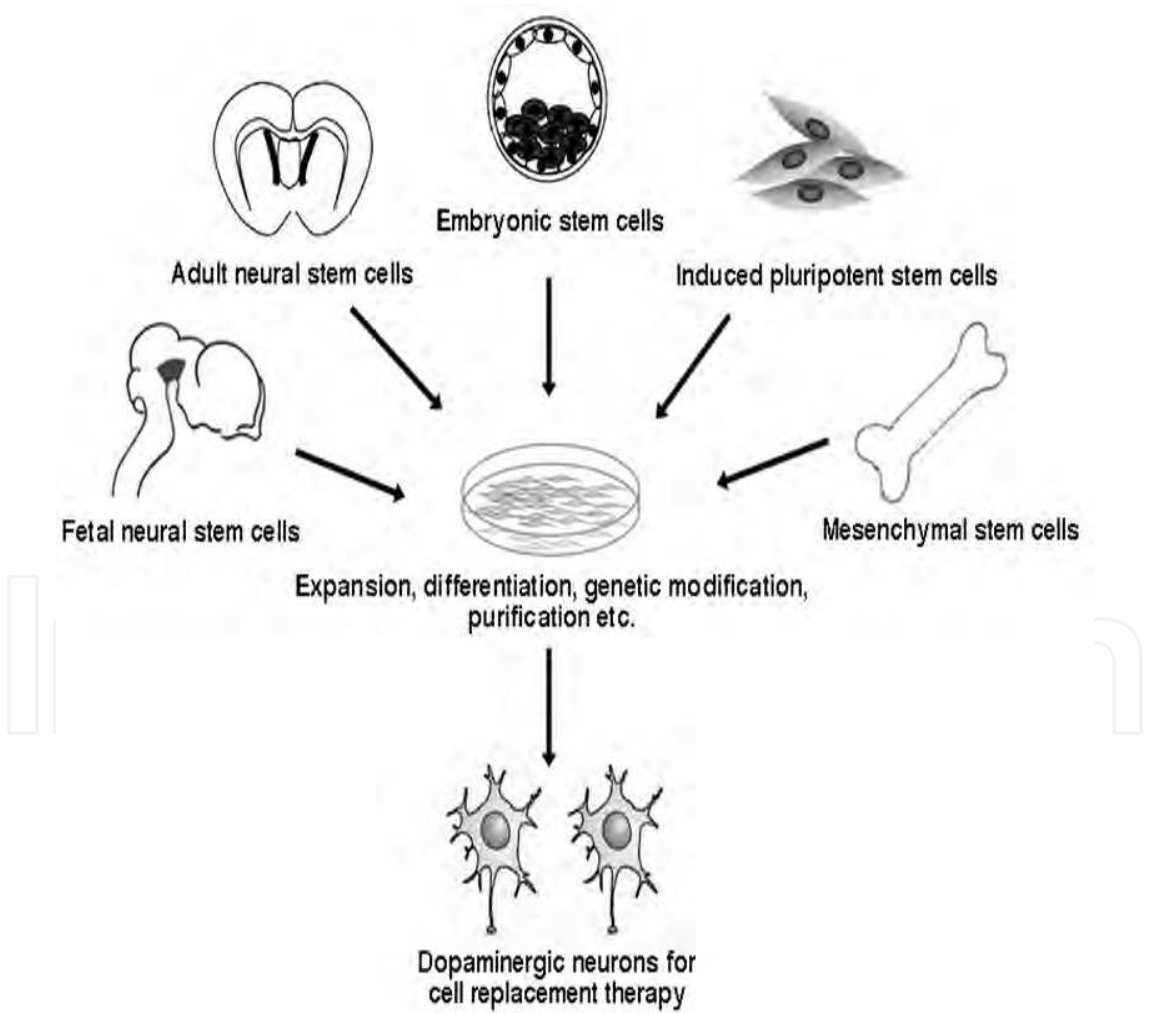 Embryonic stem cells
Adult neural stem cells
Induced pluripotent stem cells
Fetal neural stem cells
Mesenchymal stem cells
Expansion, differentiation, genetic modification,
purification etc.
Dopaminergic neurons for
cell replacement therapy